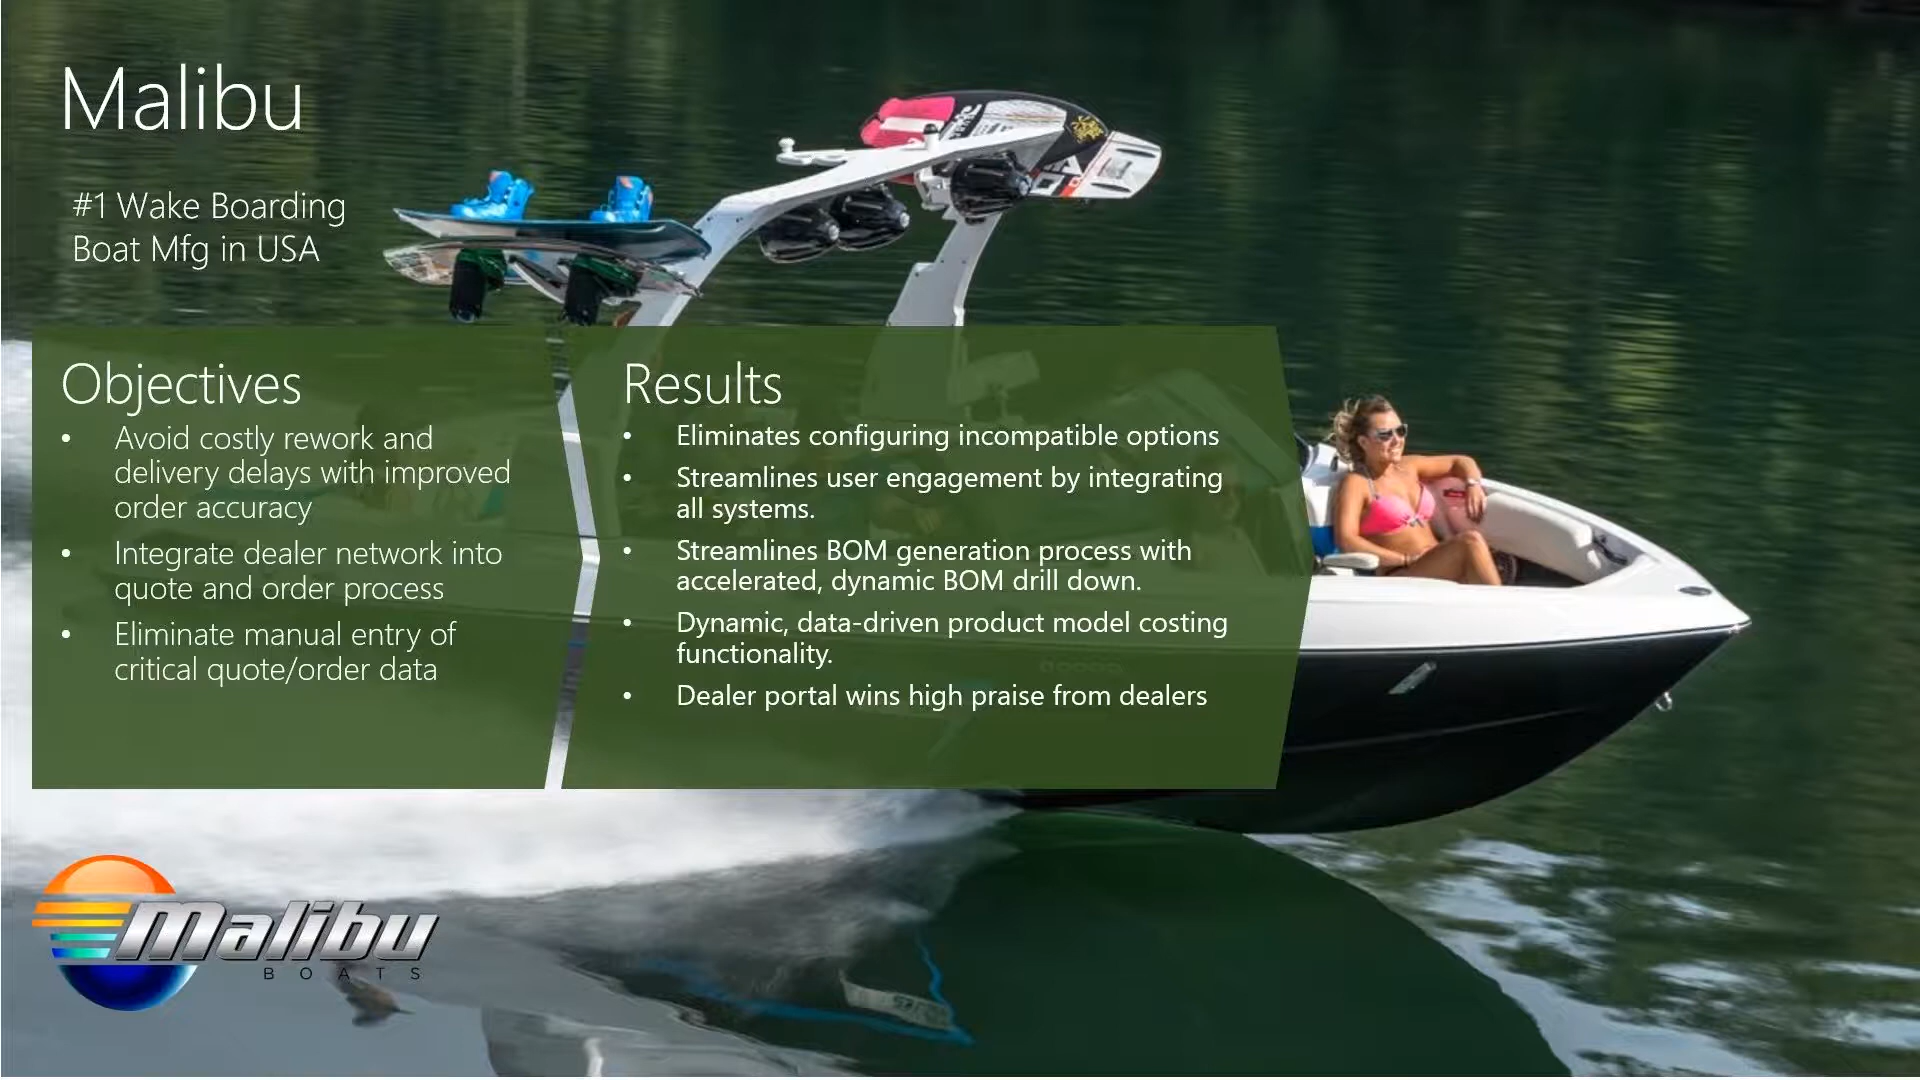 Malibu
#1 Wake Boarding
Boat Mfg in USA
Objectives
• Avoid costly rework and
delivery delays with improved
order accuracy
• Integrate dealer network into
quote and order process
• Eliminate manual entry of
critical quote/order data
Results
• Eliminates configuring incompatible options
• Streamlines user engagement by integrating
all systems.
• Streamlines BOM generation process with
accelerated, dynamic BOM drill down.
• Dynamic, data-driven product model costing
functionality.
• Dealer portal wins high praise from dealers
Malibu
BOATS